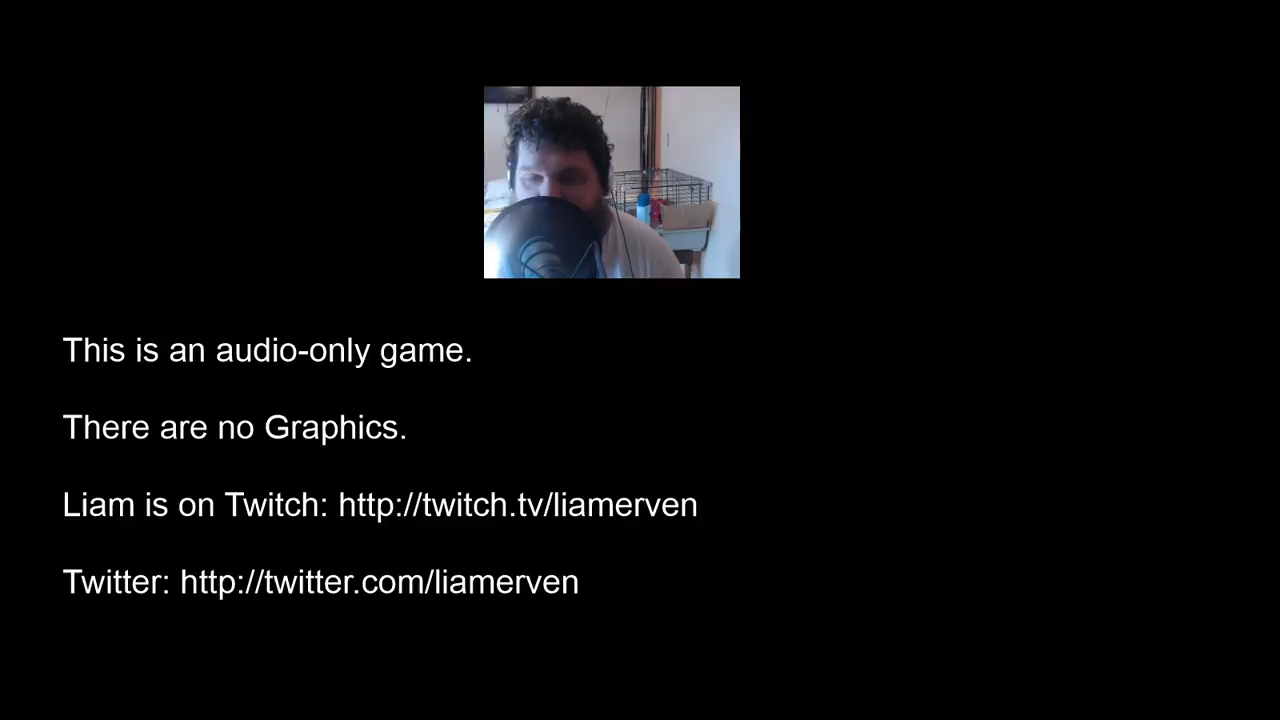 This is an audio-only game.
There are no Graphics.
Liam is on Twitch: http://twitch.tv/liamerven
Twitter: http://twitter.com/liamerven